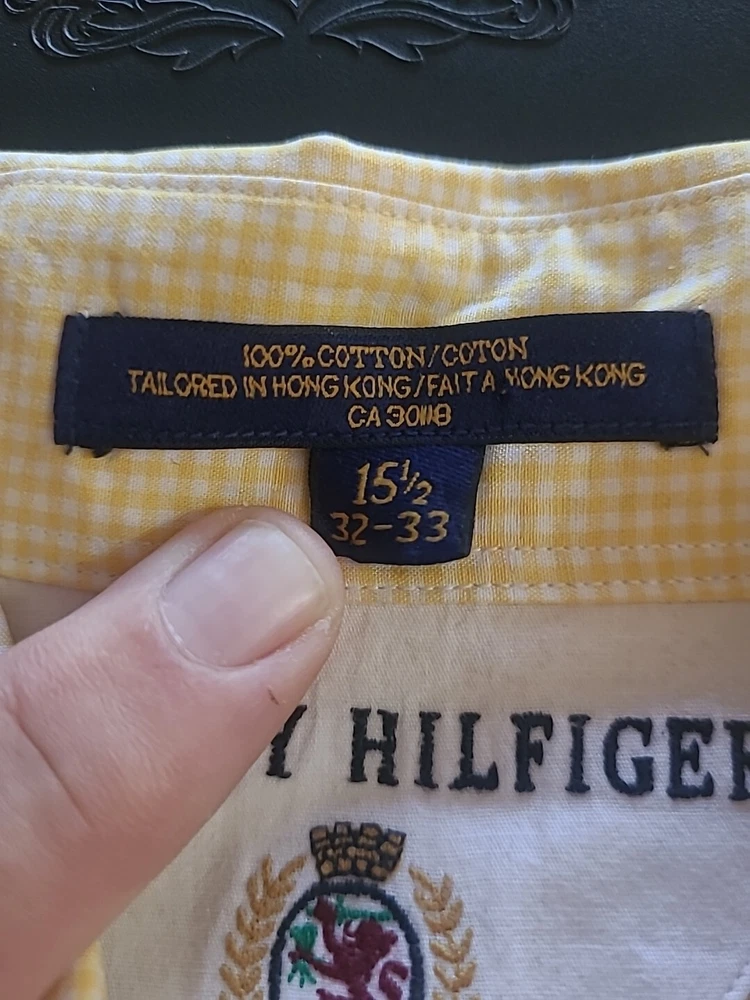 100% COTTON/COTON
TAILORED IN HONG KONG/FAIT A HONG KONG
CA 30118
15½
32-33
Y HILFIGER